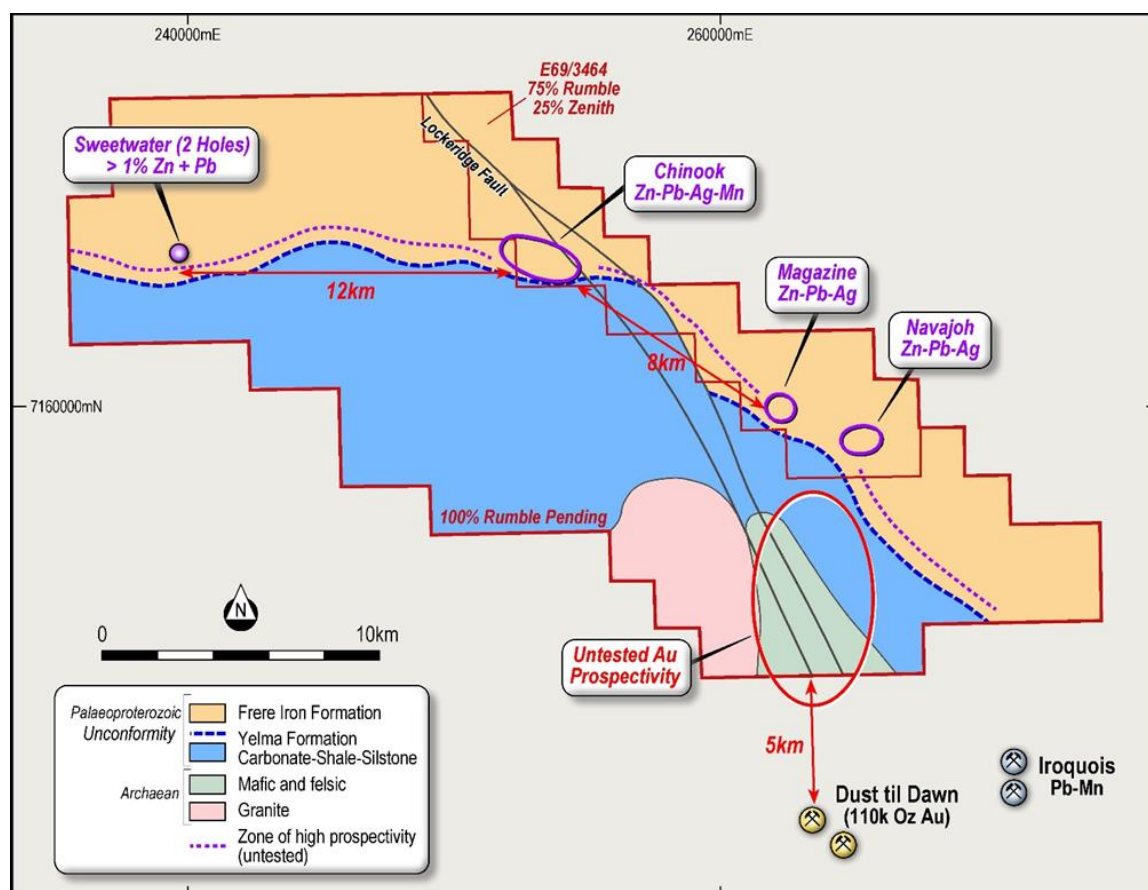 240000mE
260000mE
E69/3464
75% Rumble
25% Zenith
Lockeridge Fault
Sweetwater (2 Holes)
> 1% Zn + Pb
Chinook
Zn-Pb-Ag-Mn
12km
Magazine
Zn-Pb-Ag
Navajoh
Zn-Pb-Ag
8km
7160000mN
100% Rumble Pending
N
0
10km
Untested Au
Prospectivity
5km
Iroquois
Pb-Mn
Dust til Dawn
(110k Oz Au)
Palaeoproterozoic
Frere Iron Formation
Unconformity
Yelma Formation
Carbonate-Shale-Silstone
Archaean
Mafic and felsic
Granite
Zone of high prospectivity
(untested)